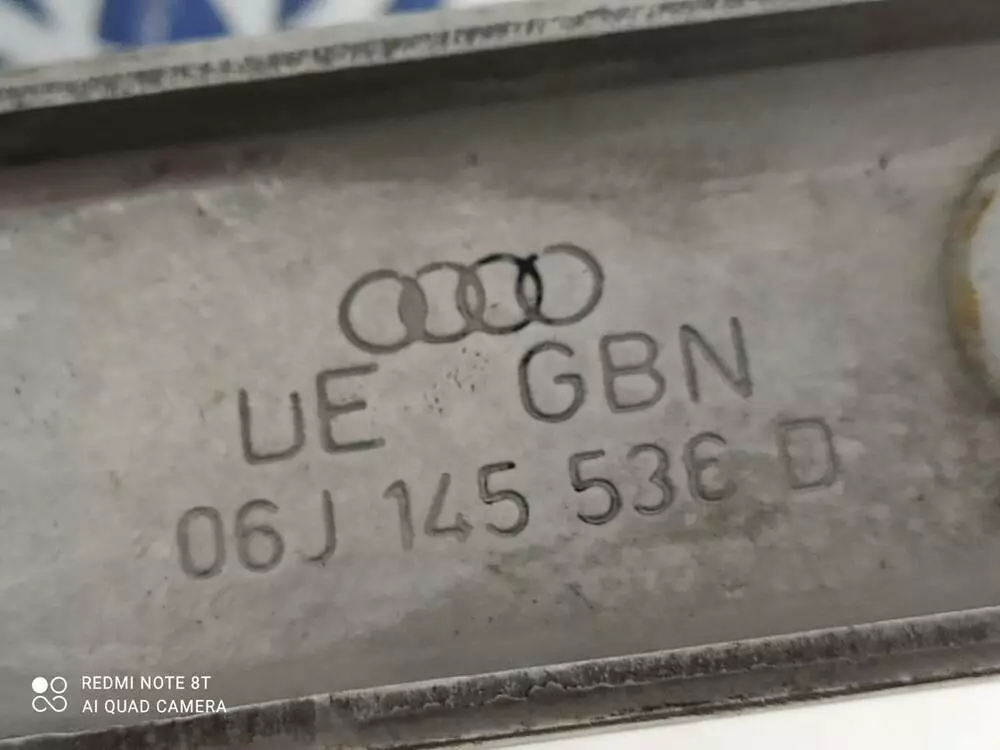 UE GBN
06J 145 536 D
REDMI NOTE 8T
AI QUAD CAMERA